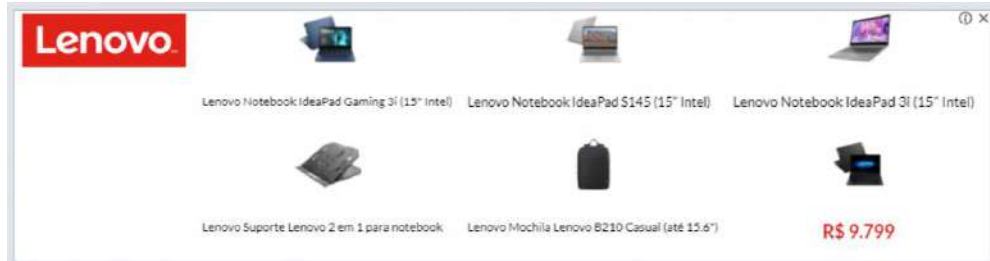 Lenovo
Lenovo Notebook IdeaPad Gaming 3i (15" Intel)
Lenovo Notebook IdeaPad S145 (15" Intel)
Lenovo Notebook IdeaPad 3i (15" Intel)
Lenovo Suporte Lenovo 2 em 1 para notebook
Lenovo Mochila Lenovo B210 Casual (até 15.6")
R$ 9.799